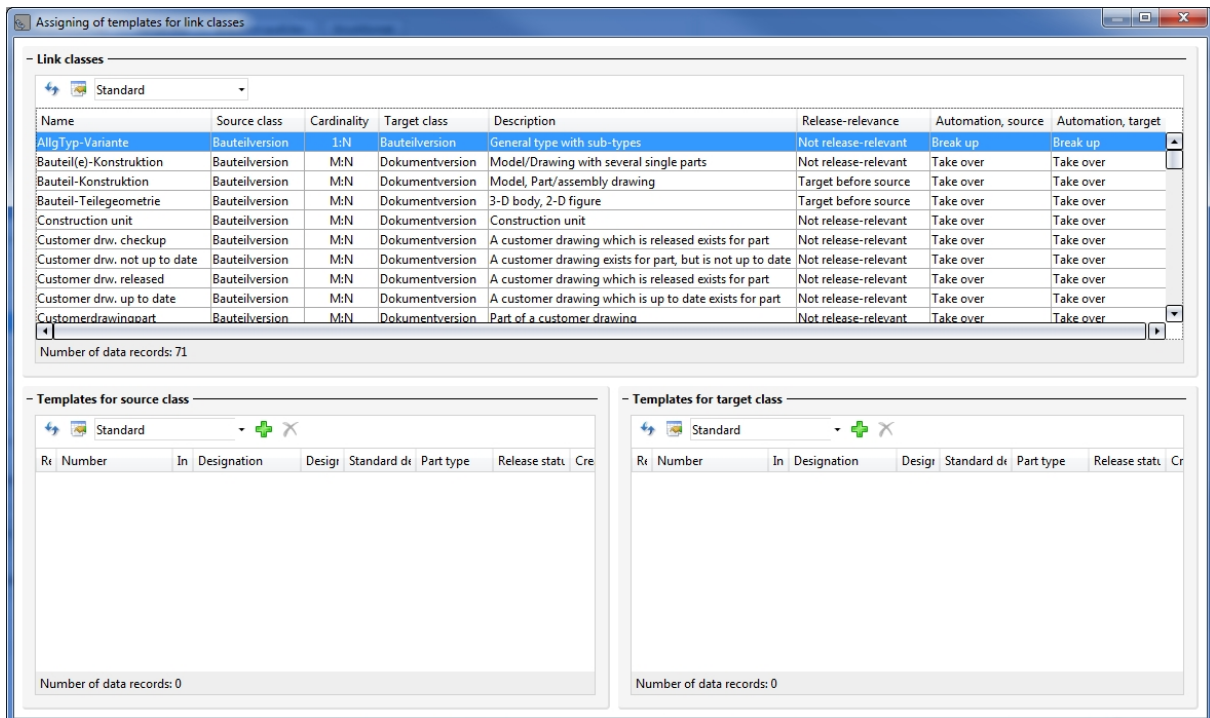 Assigning of templates for link classes
Link classes
Standard
Name Source class Cardinality Target class Description Release-relevance Automation, source Automation, target
AllgTyp-Variante Bauteilversion 1:N Bauteilversion General type with sub-types Not release-relevant Break up Break up
Bauteil(e)-Konstruktion Bauteilversion M:N Dokumentversion Model/Drawing with several single parts Not release-relevant Take over Take over
Bauteil-Konstruktion Bauteilversion M:N Dokumentversion Model, Part/assembly drawing Target before source Take over Take over
Bauteil-Teilegeometrie Bauteilversion M:N Dokumentversion 3-D body, 2-D figure Target before source Take over Take over
Construction unit Bauteilversion M:N Dokumentversion Construction unit Not release-relevant Take over Take over
Customer drw. checkup Bauteilversion M:N Dokumentversion A customer drawing which is released exists for part Not release-relevant Take over Take over
Customer drw. not up to date Bauteilversion M:N Dokumentversion A customer drawing exists for part, but is not up to date Not release-relevant Take over Take over
Customer drw. released Bauteilversion M:N Dokumentversion A customer drawing which is released exists for part Not release-relevant Take over Take over
Customer drw. up to date Bauteilversion M:N Dokumentversion A customer drawing which is up to date exists for part Not release-relevant Take over Take over
Customerdrawingpart Bauteilversion M:N Dokumentversion Part of a customer drawing Not release-relevant Take over Take over
Number of data records: 71
Templates for source class
Standard
Re Number In Designation Desigr Standard de Part type Release statu Cre
Number of data records: 0
Templates for target class
Standard
Re Number In Designation Desigr Standard de Part type Release statu Cr
Number of data records: 0